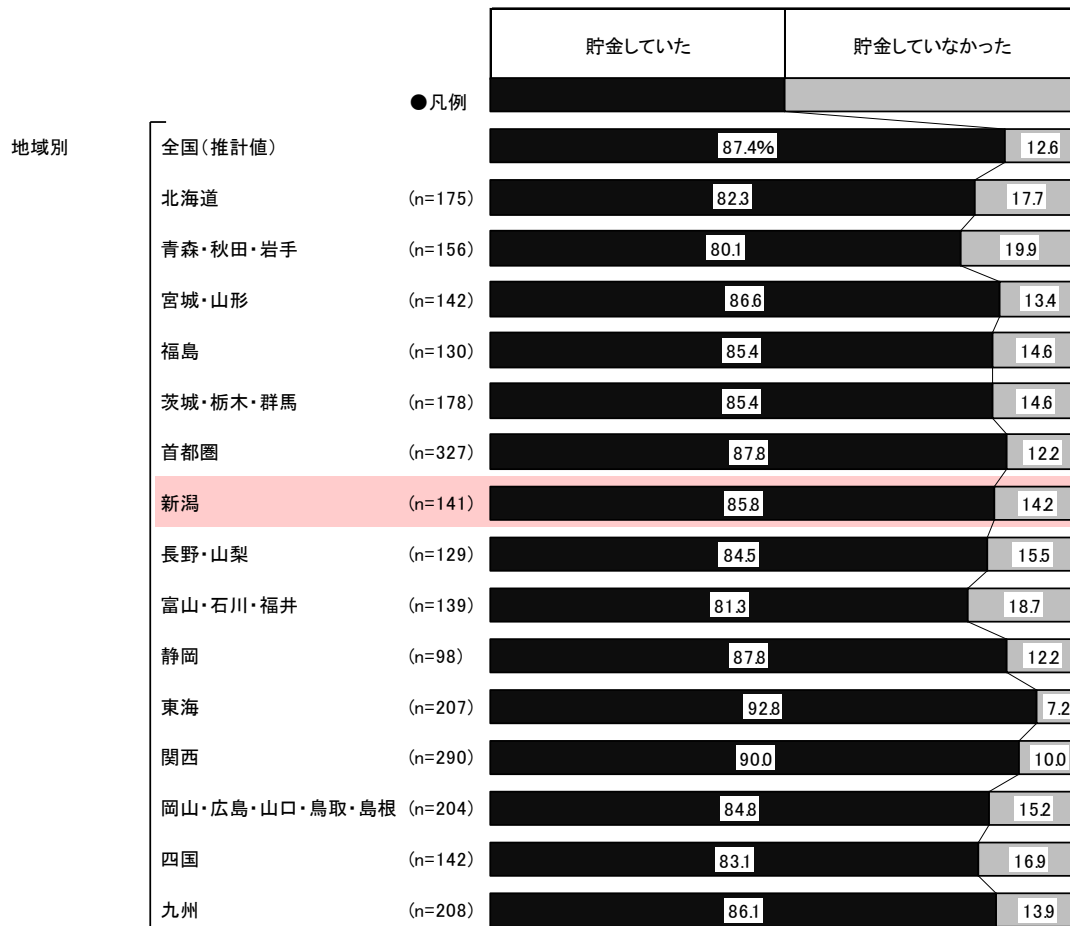 貯金していた 貯金していなかった
●凡例
地域別 全国(推計値) 87.4% 12.6
北海道 (n=175) 82.3 17.7
青森・秋田・岩手 (n=156) 80.1 19.9
宮城・山形 (n=142) 86.6 13.4
福島 (n=130) 85.4 14.6
茨城・栃木・群馬 (n=178) 85.4 14.6
首都圏 (n=327) 87.8 12.2
新潟 (n=141) 85.8 14.2
長野・山梨 (n=129) 84.5 15.5
富山・石川・福井 (n=139) 81.3 18.7
静岡 (n=98) 87.8 12.2
東海 (n=207) 92.8 7.2
関西 (n=290) 90.0 10.0
岡山・広島・山口・鳥取・島根 (n=204) 84.8 15.2
四国 (n=142) 83.1 16.9
九州 (n=208) 86.1 13.9